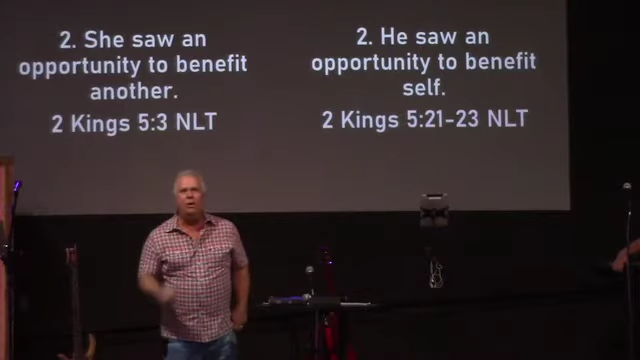 2. She saw an
opportunity to benefit
another.
2 Kings 5:3 NLT
2. He saw an
opportunity to benefit
self.
2 Kings 5:21-23 NLT